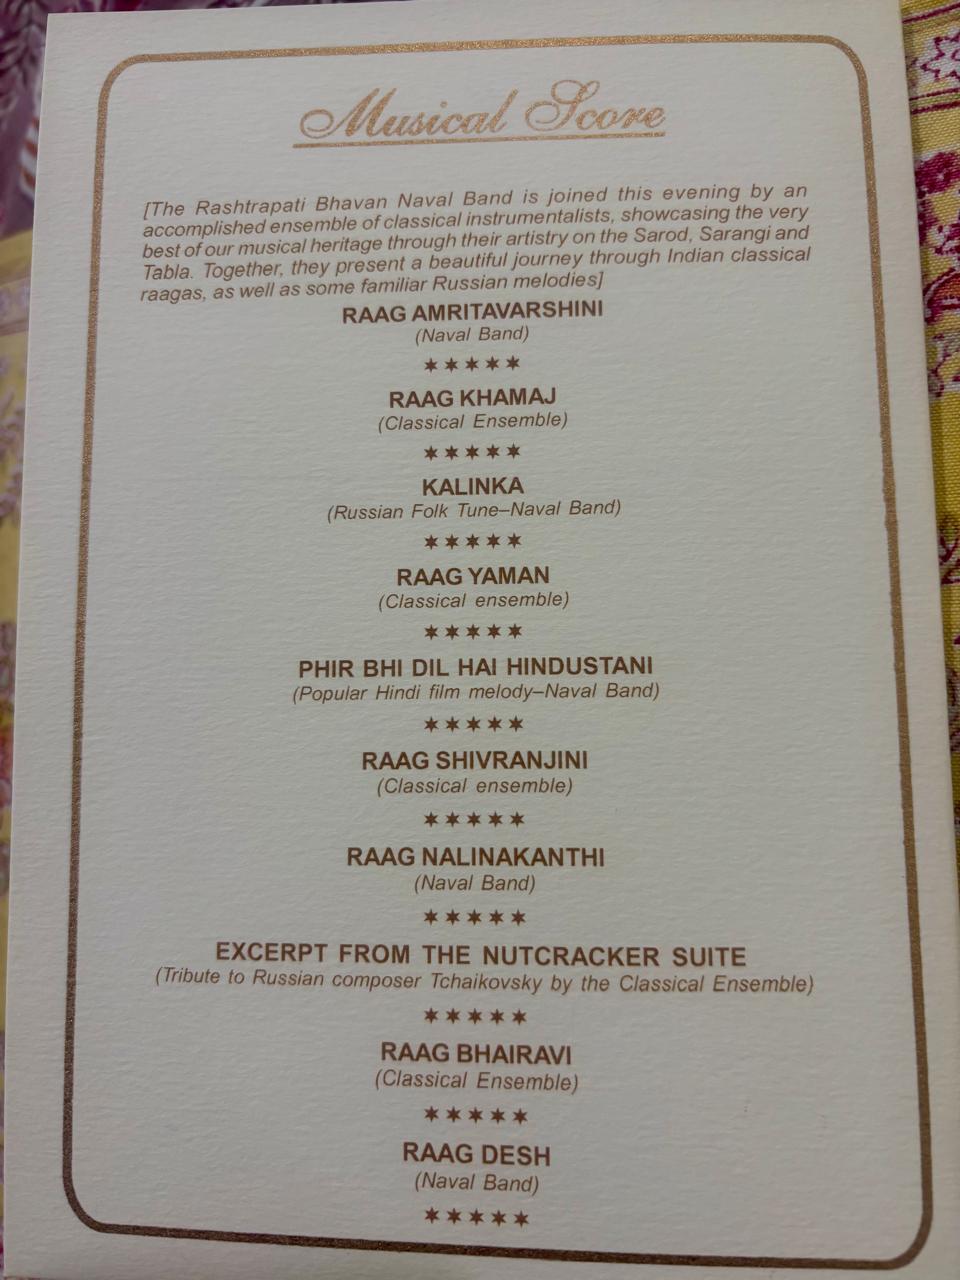 Musical Score
[The Rashtrapati Bhavan Naval Band is joined this evening by an
accomplished ensemble of classical instrumentalists, showcasing the very
best of our musical heritage through their artistry on the Sarod, Sarangi and
Tabla. Together, they present a beautiful journey through Indian classical
raagas, as well as some familiar Russian melodies]
RAAG AMRITAVARSHINI
(Naval Band)
✶✶✶✶✶
RAAG KHAMAJ
(Classical Ensemble)
✶✶✶✶✶
KALINKA
(Russian Folk Tune–Naval Band)
✶✶✶✶✶
RAAG YAMAN
(Classical ensemble)
✶✶✶✶✶
PHIR BHI DIL HAI HINDUSTANI
(Popular Hindi film melody–Naval Band)
✶✶✶✶✶
RAAG SHIVRANJINI
(Classical ensemble)
✶✶✶✶✶
RAAG NALINAKANTHI
(Naval Band)
✶✶✶✶✶
EXCERPT FROM THE NUTCRACKER SUITE
(Tribute to Russian composer Tchaikovsky by the Classical Ensemble)
✶✶✶✶✶
RAAG BHAIRAVI
(Classical Ensemble)
✶✶✶✶✶
RAAG DESH
(Naval Band)
✶✶✶✶✶